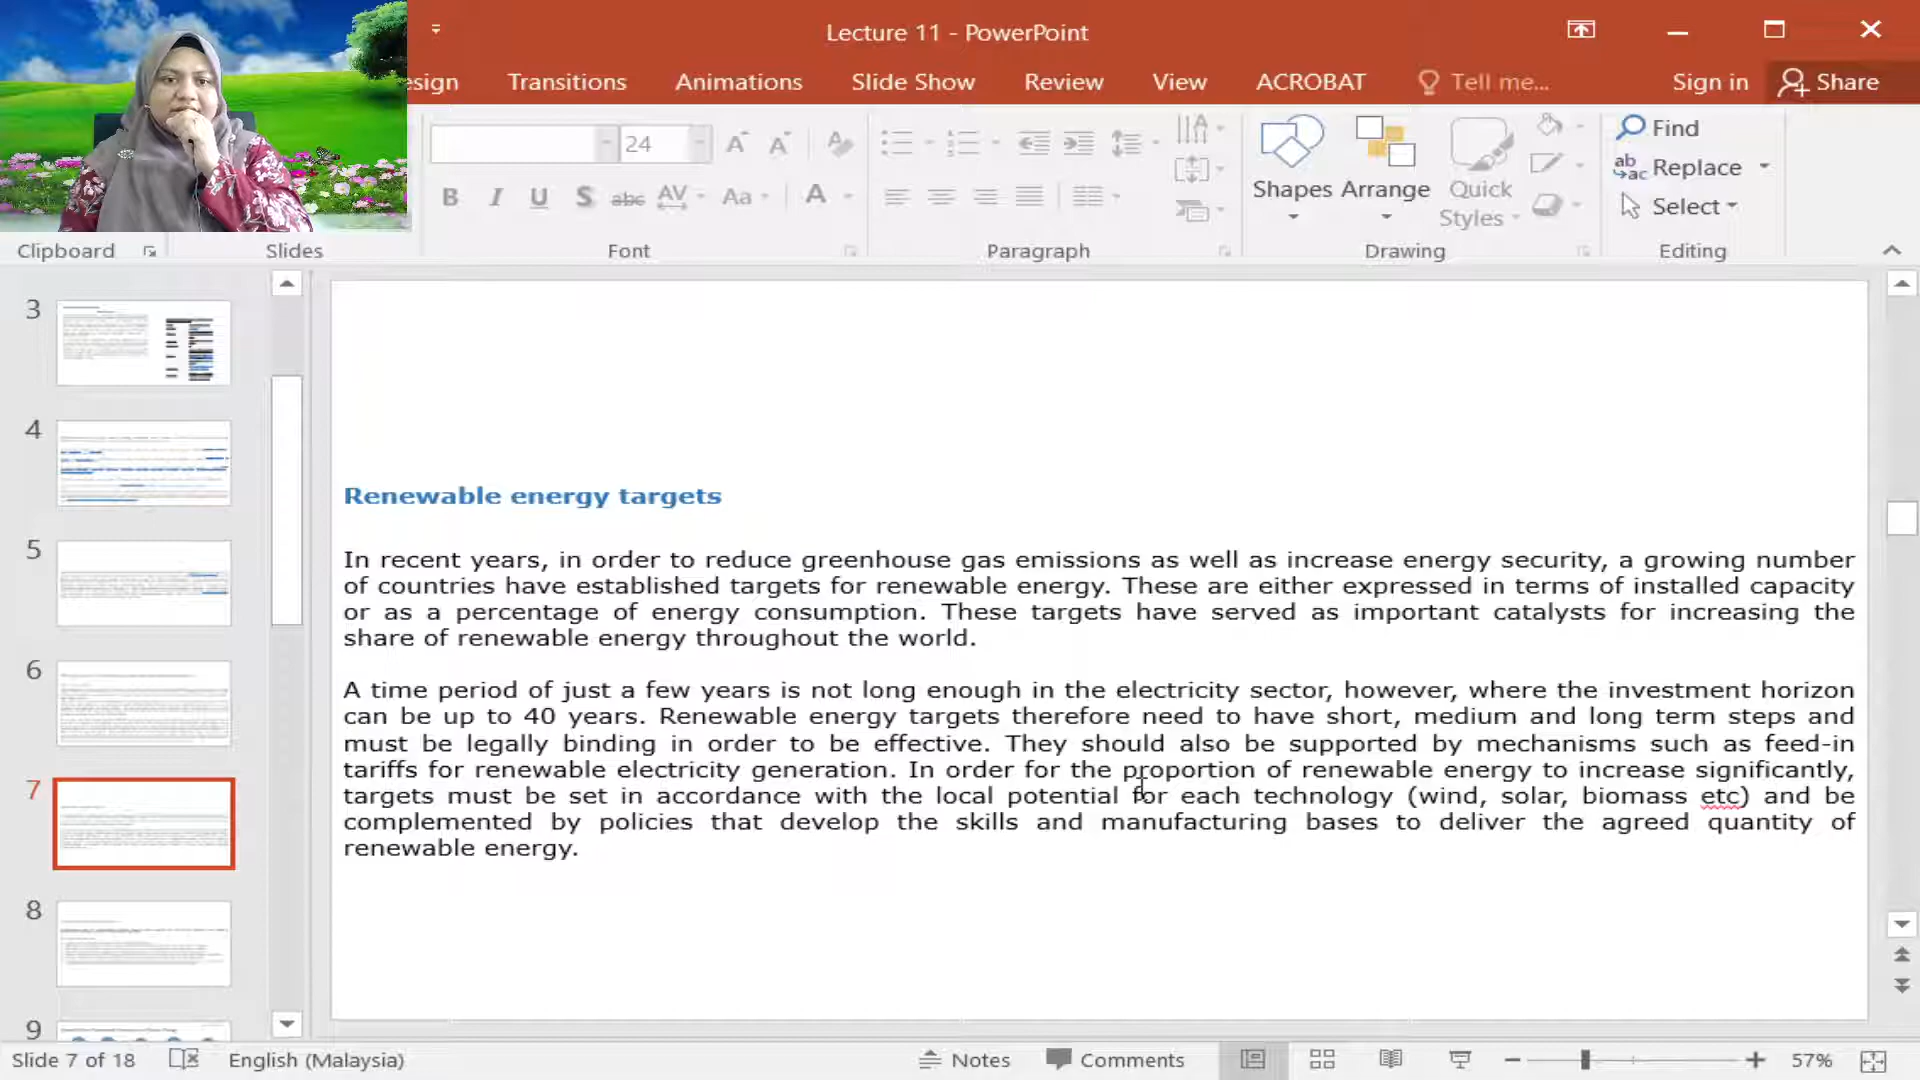 Lecture 11 - PowerPoint
esign Transitions Animations Slide Show Review View ACROBAT Tell me... Sign in Share
24
Find
Replace
Select
Shapes Arrange Quick Styles
B I U S abc AV Aa A
Clipboard Slides Font Paragraph Drawing Editing
3
4
5
6
7
8
9
Renewable energy targets
In recent years, in order to reduce greenhouse gas emissions as well as increase energy security, a growing number
of countries have established targets for renewable energy. These are either expressed in terms of installed capacity
or as a percentage of energy consumption. These targets have served as important catalysts for increasing the
share of renewable energy throughout the world.
A time period of just a few years is not long enough in the electricity sector, however, where the investment horizon
can be up to 40 years. Renewable energy targets therefore need to have short, medium and long term steps and
must be legally binding in order to be effective. They should also be supported by mechanisms such as feed-in
tariffs for renewable electricity generation. In order for the proportion of renewable energy to increase significantly,
targets must be set in accordance with the local potential for each technology (wind, solar, biomass etc) and be
complemented by policies that develop the skills and manufacturing bases to deliver the agreed quantity of
renewable energy.
Slide 7 of 18 English (Malaysia) Notes Comments 57%